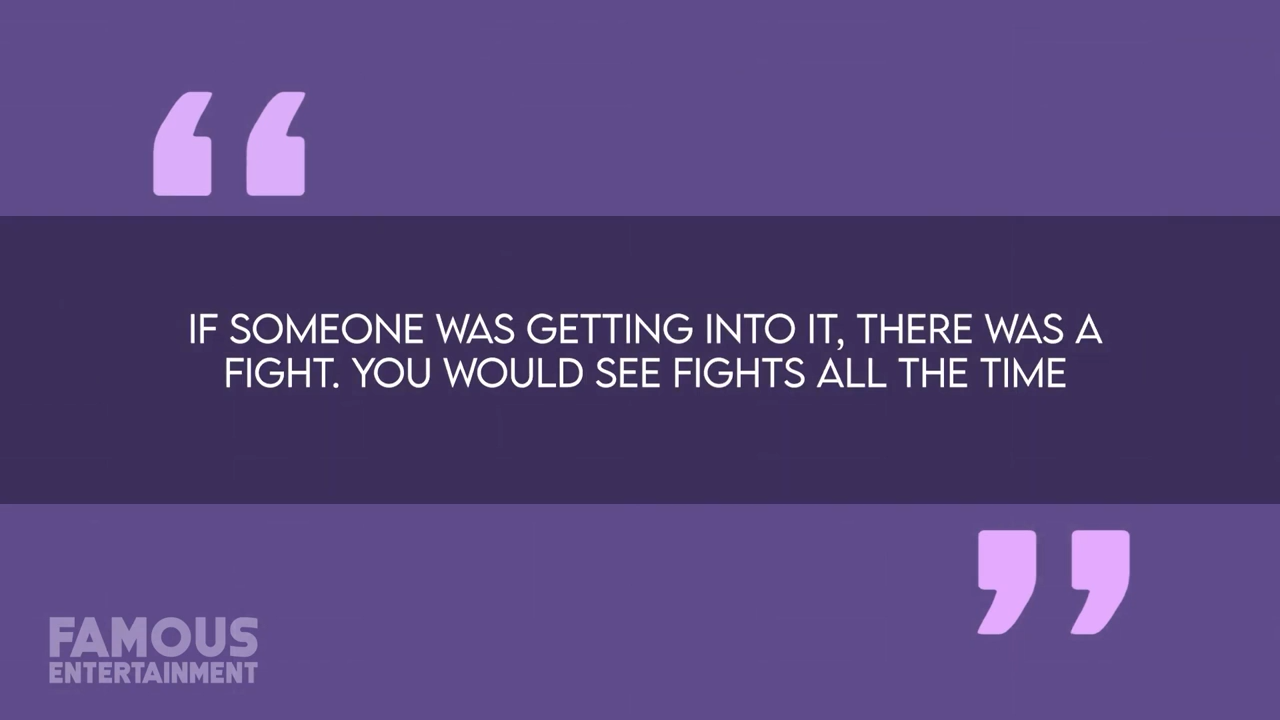 “
IF SOMEONE WAS GETTING INTO IT, THERE WAS A
FIGHT. YOU WOULD SEE FIGHTS ALL THE TIME
”
FAMOUS
ENTERTAINMENT